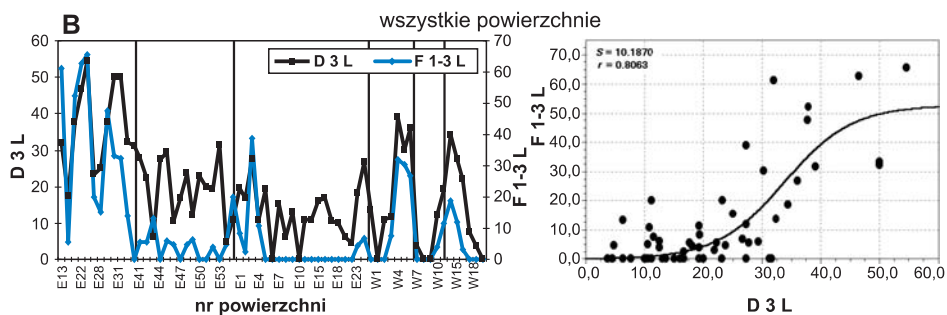 B
wszystkie powierzchnie
D 3 L
F 1-3 L
60
50
40
30
20
10
0
D 3 L
70
60
50
40
30
20
10
0
F 1-3 L
E13
E22
E28
E31
E41
E44
E47
E50
E53
E1
E4
E7
E10
E15
E18
E23
W1
W4
W7
W10
W15
W18
nr powierzchni
S = 10.1870
r = 0.8063
70,0
60,0
50,0
40,0
30,0
20,0
10,0
0,0
F 1-3 L
0,0
10,0
20,0
30,0
40,0
50,0
60,0
D 3 L